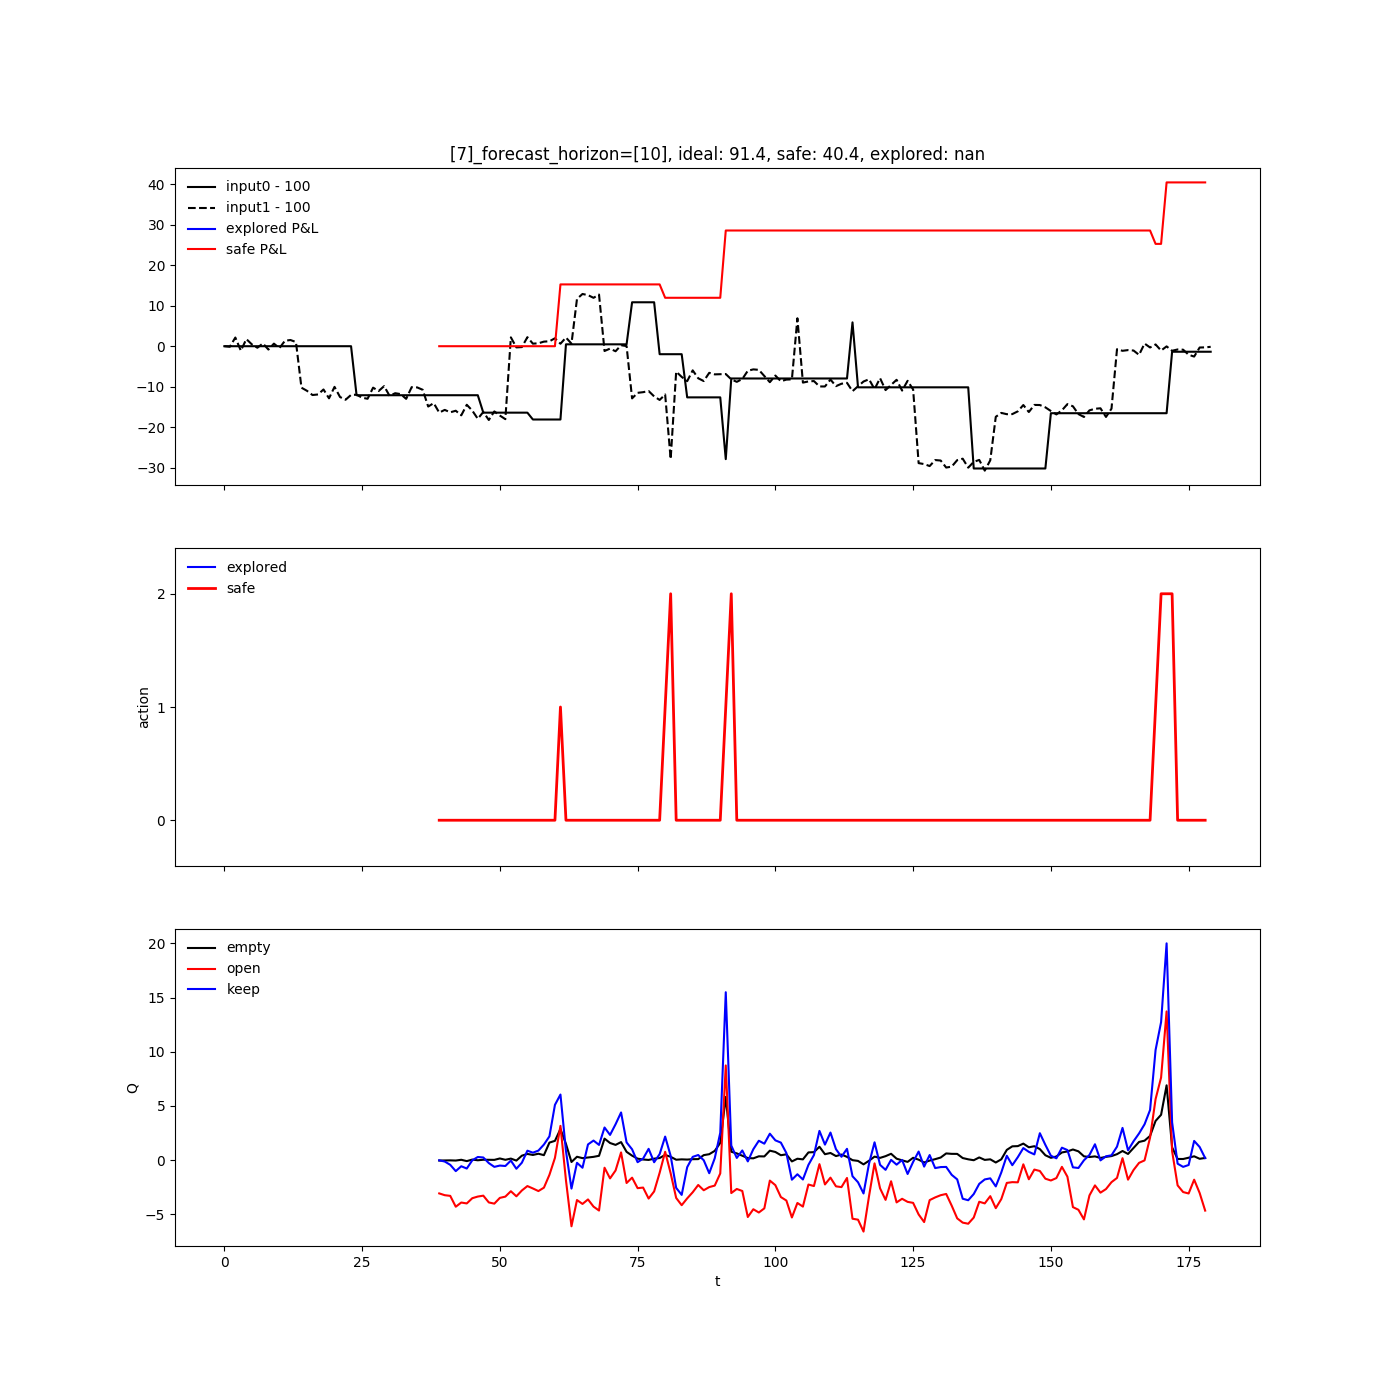 [7]_forecast_horizon=[10], ideal: 91.4, safe: 40.4, explored: nan
input0 - 100
input1 - 100
explored P&L
safe P&L
40
30
20
10
0
−10
−20
−30
explored
safe
2
1
0
action
empty
open
keep
20
15
10
5
0
−5
Q
0 25 50 75 100 125 150 175
t